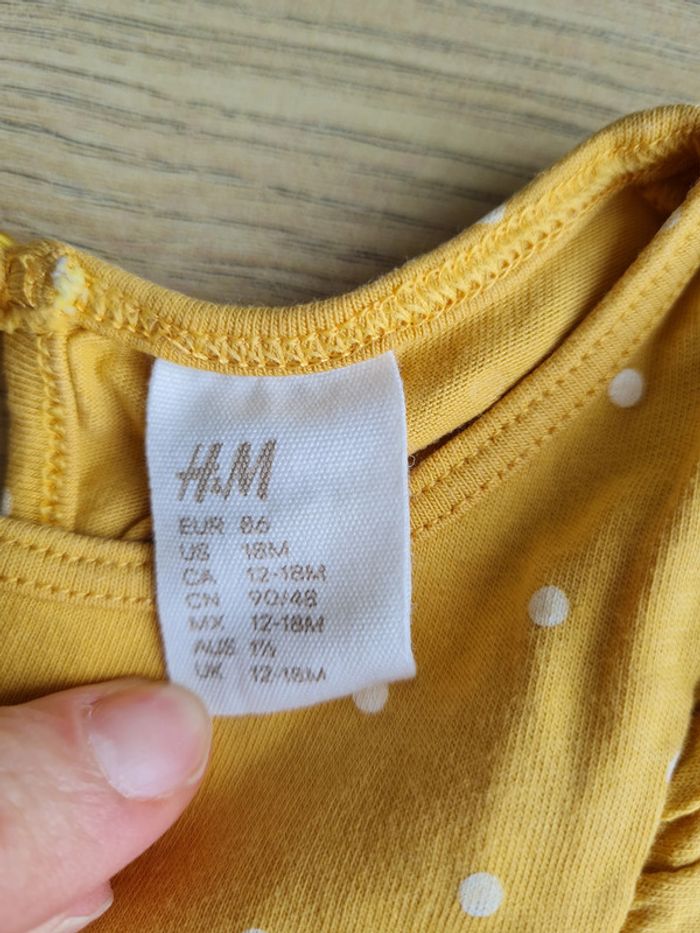 H&M
EUR 86
US 18M
CA 12-18M
CN 90/48
MX 12-18M
AUS 1½
UK 12-18M